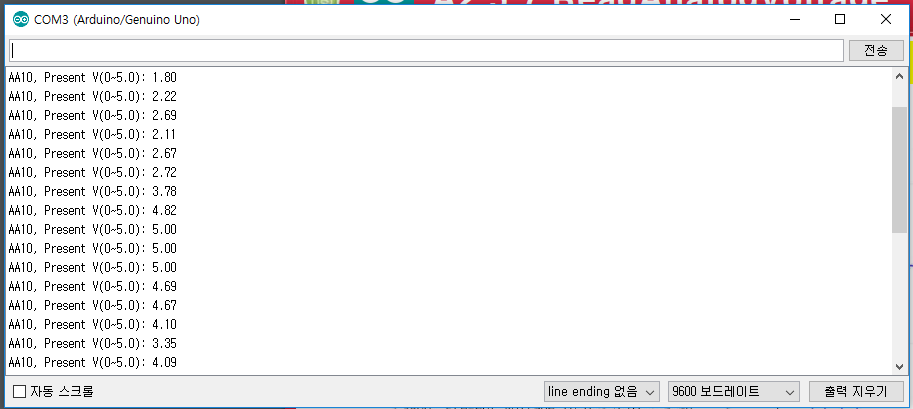 COM3 (Arduino/Genuino Uno)
전송
AA10, Present V(0~5.0): 1.80
AA10, Present V(0~5.0): 2.22
AA10, Present V(0~5.0): 2.69
AA10, Present V(0~5.0): 2.11
AA10, Present V(0~5.0): 2.67
AA10, Present V(0~5.0): 2.72
AA10, Present V(0~5.0): 3.78
AA10, Present V(0~5.0): 4.82
AA10, Present V(0~5.0): 5.00
AA10, Present V(0~5.0): 5.00
AA10, Present V(0~5.0): 5.00
AA10, Present V(0~5.0): 4.69
AA10, Present V(0~5.0): 4.67
AA10, Present V(0~5.0): 4.10
AA10, Present V(0~5.0): 3.35
AA10, Present V(0~5.0): 4.09
자동 스크롤
line ending 없음
9600 보드레이트
출력 지우기